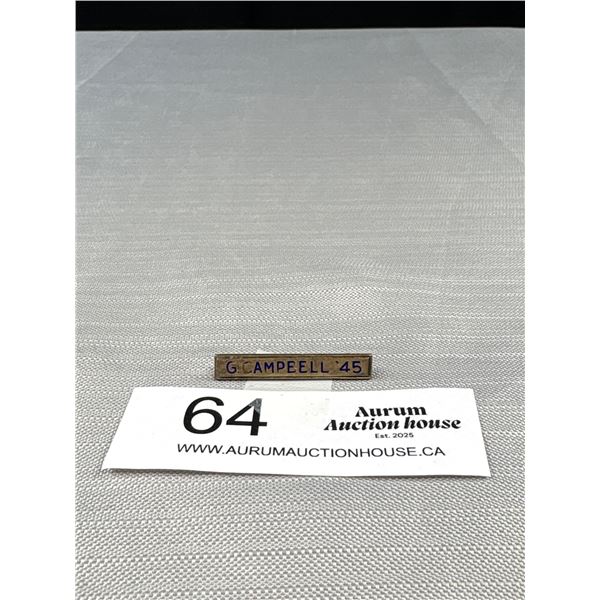 G CAMPEELL '45
64
Aurum
Auction house
Est. 2025
WWW.AURUMAUCTIONHOUSE.CA